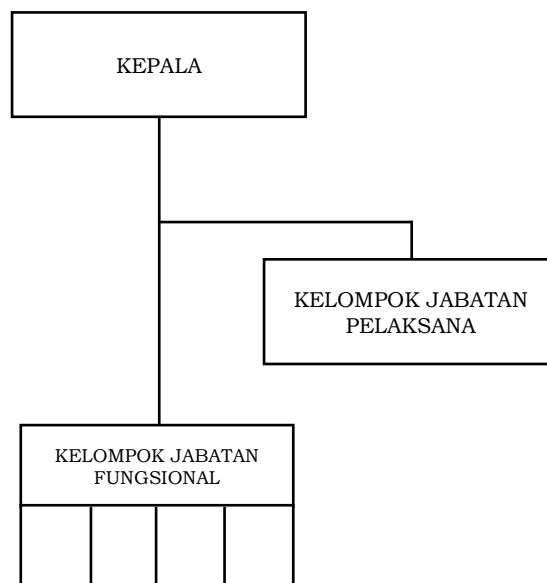 KEPALA
KELOMPOK JABATAN
PELAKSANA
KELOMPOK JABATAN
FUNGSIONAL